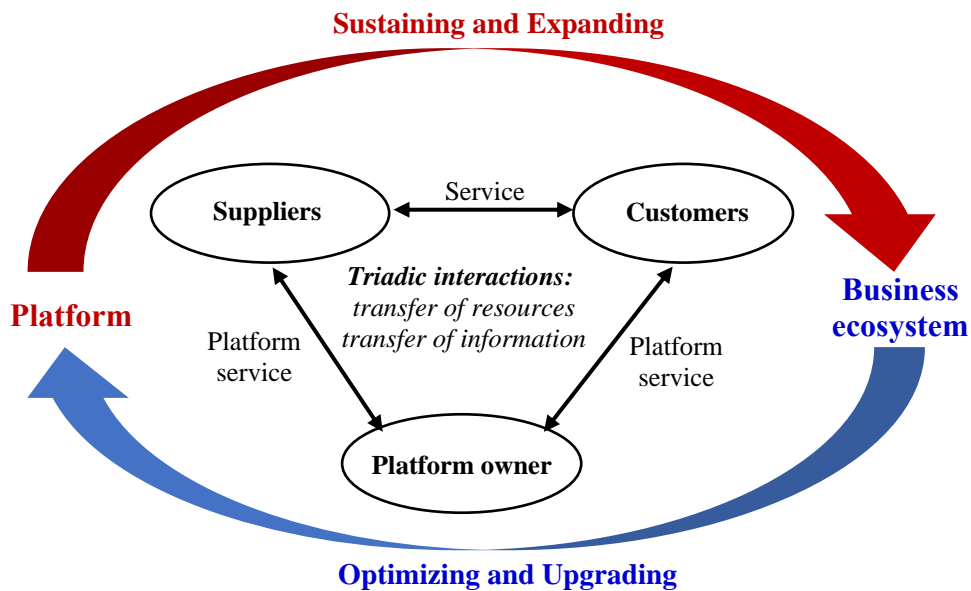 Sustaining and Expanding
Service
Suppliers
Customers
Triadic interactions:
transfer of resources
transfer of information
Platform
Business
ecosystem
Platform
service
Platform
service
Platform owner
Optimizing and Upgrading